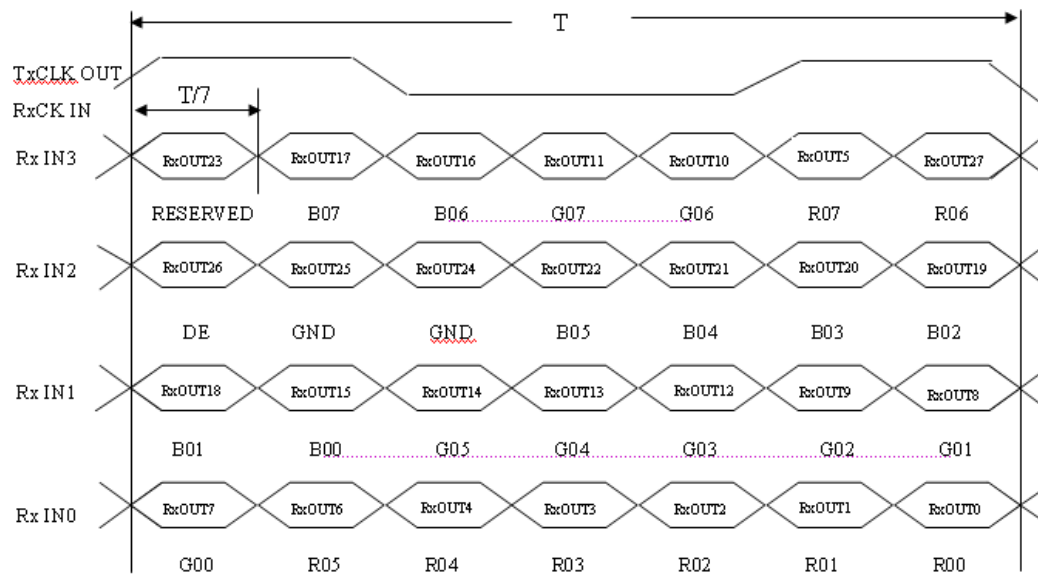 T
TxCLK OUT
T/7
RxCK IN
Rx IN3 RxOUT23 RxOUT17 RxOUT16 RxOUT11 RxOUT10 RxOUT5 RxOUT27
RESERVED B07 B06 G07 G06 R07 R06
Rx IN2 RxOUT26 RxOUT25 RxOUT24 RxOUT22 RxOUT21 RxOUT20 RxOUT19
DE GND GND B05 B04 B03 B02
Rx IN1 RxOUT18 RxOUT15 RxOUT14 RxOUT13 RxOUT12 RxOUT9 RxOUT8
B01 B00 G05 G04 G03 G02 G01
Rx IN0 RxOUT7 RxOUT6 RxOUT4 RxOUT3 RxOUT2 RxOUT1 RxOUT0
G00 R05 R04 R03 R02 R01 R00